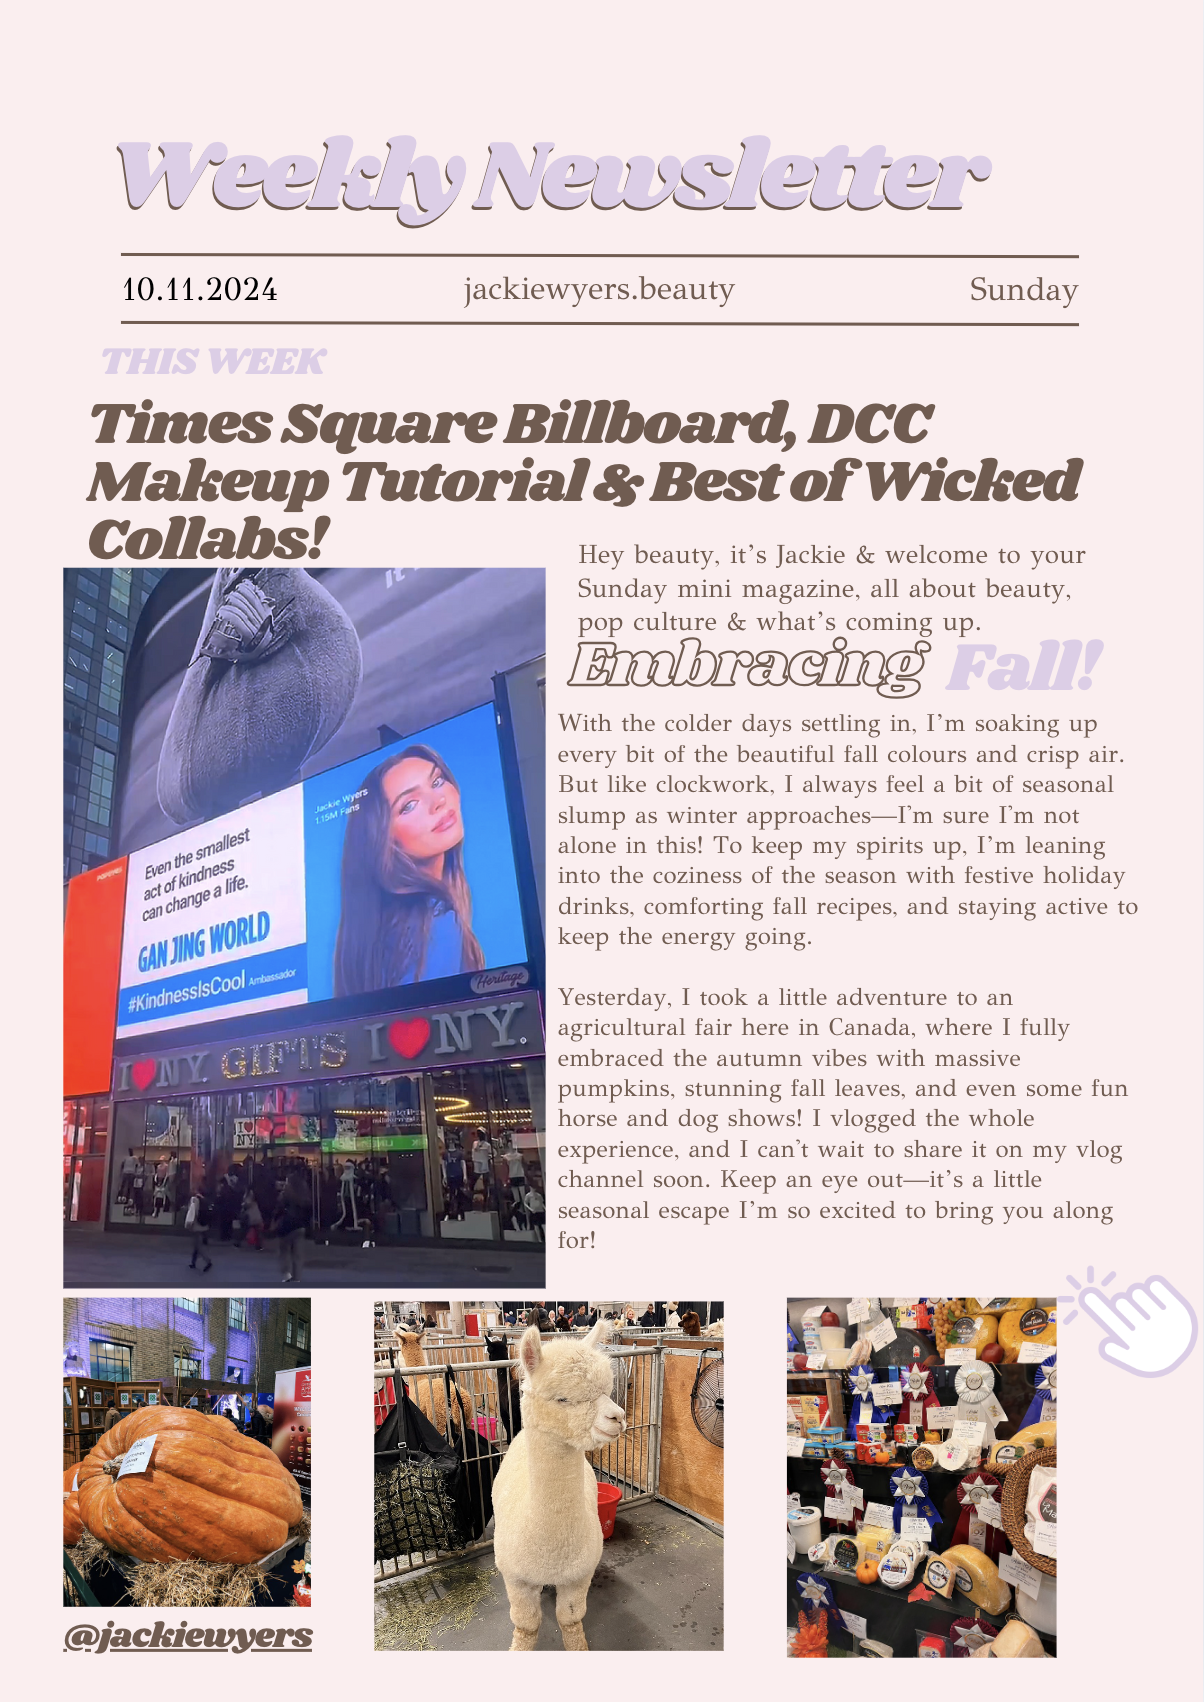 Weekly Newsletter
10.11.2024
jackiewyers.beauty
Sunday
THIS WEEK
Times Square Billboard, DCC
Makeup Tutorial & Best of Wicked
Collabs!
Hey beauty, it's Jackie & welcome to your
Sunday mini magazine, all about beauty,
pop culture & what's coming up.
Embracing Fall!
With the colder days settling in, I'm soaking up
every bit of the beautiful fall colours and crisp air.
But like clockwork, I always feel a bit of seasonal
slump as winter approaches—I'm sure I'm not
alone in this! To keep my spirits up, I'm leaning
into the coziness of the season with festive holiday
drinks, comforting fall recipes, and staying active to
keep the energy going.
Yesterday, I took a little adventure to an
agricultural fair here in Canada, where I fully
embraced the autumn vibes with massive
pumpkins, stunning fall leaves, and even some fun
horse and dog shows! I vlogged the whole
experience, and I can't wait to share it on my vlog
channel soon. Keep an eye out—it's a little
seasonal escape I'm so excited to bring you along
for!
Jackie Wyers
1.15M Fans
Even the smallest
act of kindness
can change a life.
GAN JING WORLD
#KindnessIsCool Ambassador
Heritage
I NY. GIFTS I NY.
I
NY
@jackiewyers